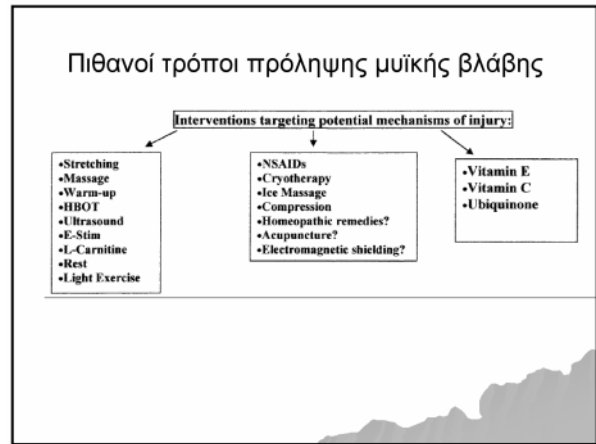 Πιθανοί τρόποι πρόληψης μυϊκής βλάβης
Interventions targeting potential mechanisms of injury:
•Stretching
•Massage
•Warm-up
•HBOT
•Ultrasound
•E-Stim
•L-Carnitine
•Rest
•Light Exercise
•NSAIDs
•Cryotherapy
•Ice Massage
•Compression
•Homeopathic remedies?
•Acupuncture?
•Electromagnetic shielding?
•Vitamin E
•Vitamin C
•Ubiquinone